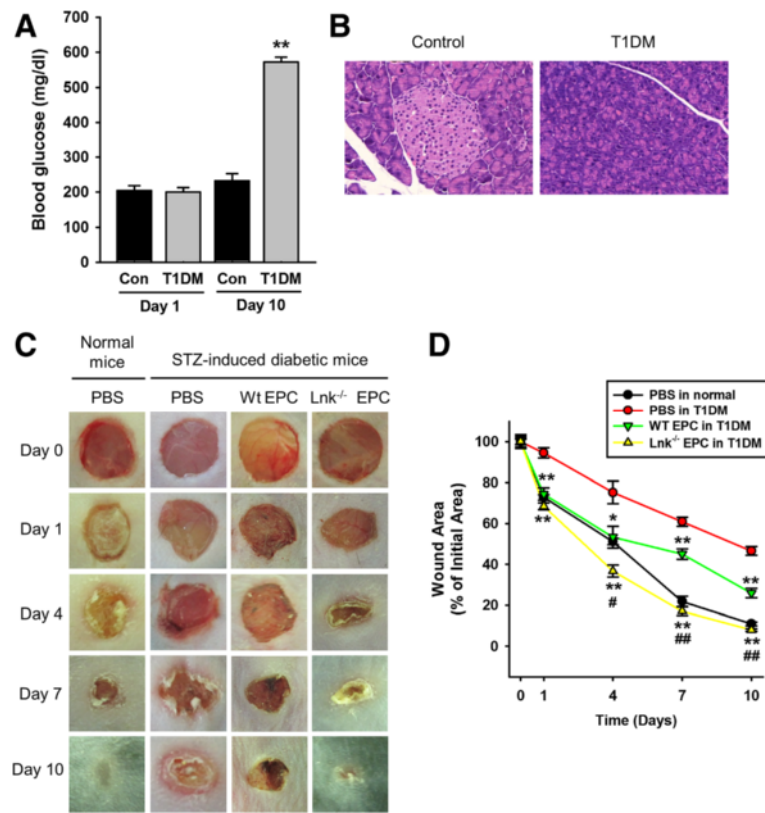 A
Blood glucose (mg/dl)
700
600
500
400
300
200
100
0
**
Con T1DM Con T1DM
Day 1 Day 10
B
Control T1DM
C
Normal mice
STZ-induced diabetic mice
PBS PBS Wt EPC Lnk-/- EPC
Day 0
Day 1
Day 4
Day 7
Day 10
D
PBS in normal
PBS in T1DM
WT EPC in T1DM
Lnk-/- EPC in T1DM
Wound Area
(% of Initial Area)
100
80
60
40
20
0
**
**
*
**
#
**
**
##
**
**
##
0 1 4 7 10
Time (Days)